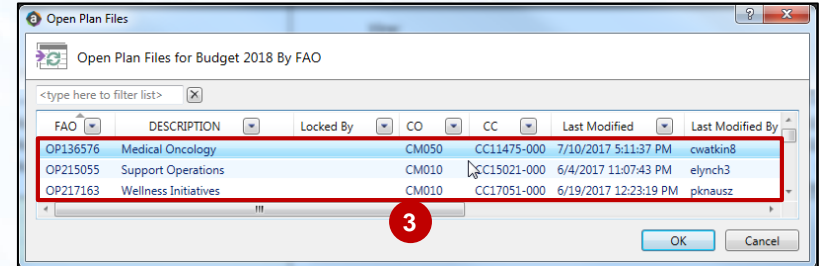 Open Plan Files
Open Plan Files for Budget 2018 By FAO
<type here to filter list>
FAO DESCRIPTION Locked By CO CC Last Modified Last Modified By
OP136576 Medical Oncology CM050 CC11475-000 7/10/2017 5:11:37 PM cwatkin8
OP215055 Support Operations CM010 CC15021-000 6/4/2017 11:07:43 PM elynch3
OP217163 Wellness Initiatives CM010 CC17051-000 6/19/2017 12:23:19 PM pknausz
3
OK Cancel